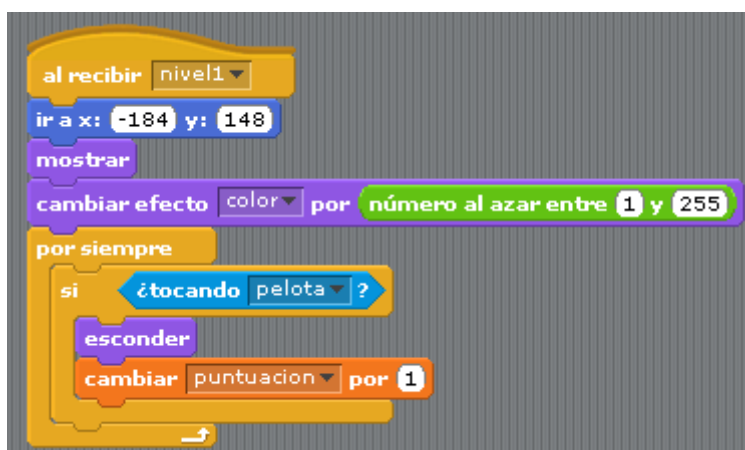 al recibir nivel1
ir a x: -184 y: 148
mostrar
cambiar efecto color por número al azar entre 1 y 255
por siempre
si ¿tocando pelota ?
esconder
cambiar puntuacion por 1